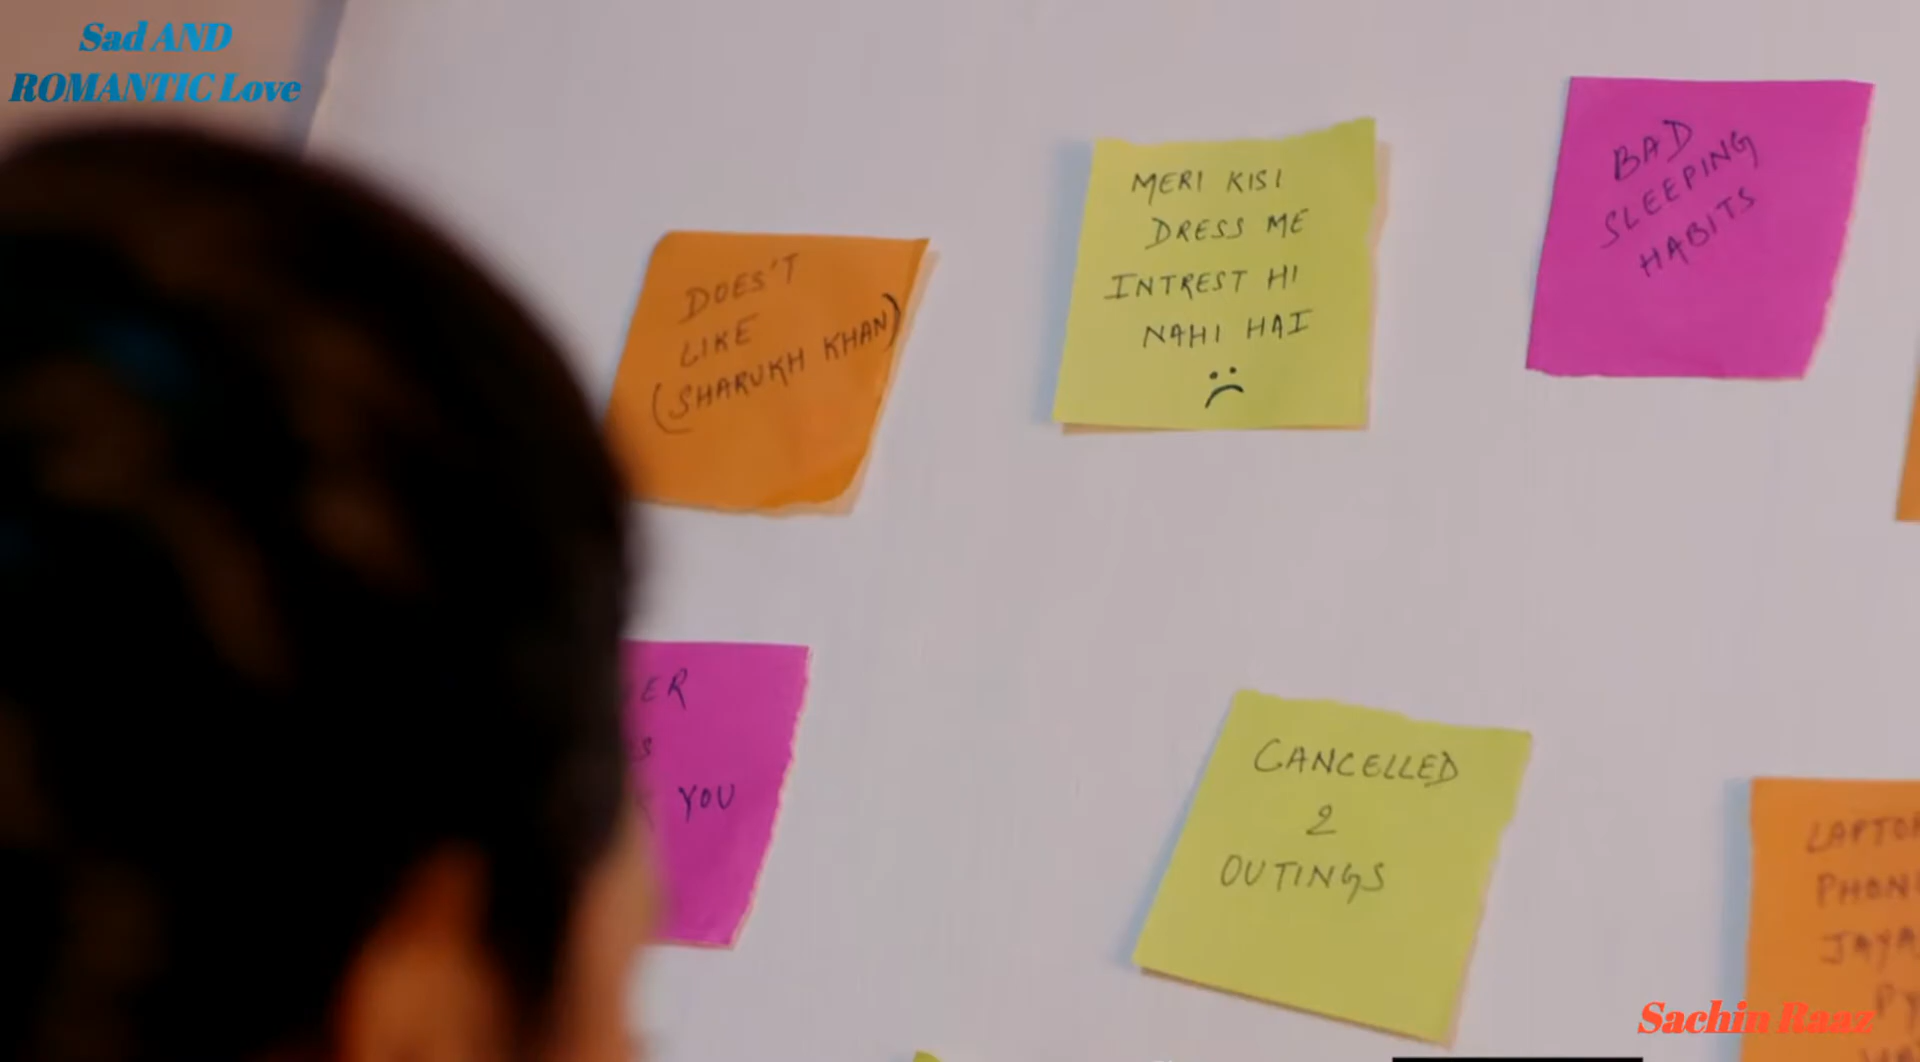 Sad AND
ROMANTIC Love
DOES'T
LIKE
(SHARUKH KHAN)
MERI KISI
DRESS ME
INTREST HI
NAHI HAI
BAD
SLEEPING
HABITS
YOU
CANCELLED
2
OUTINGS
Sachin Raaz